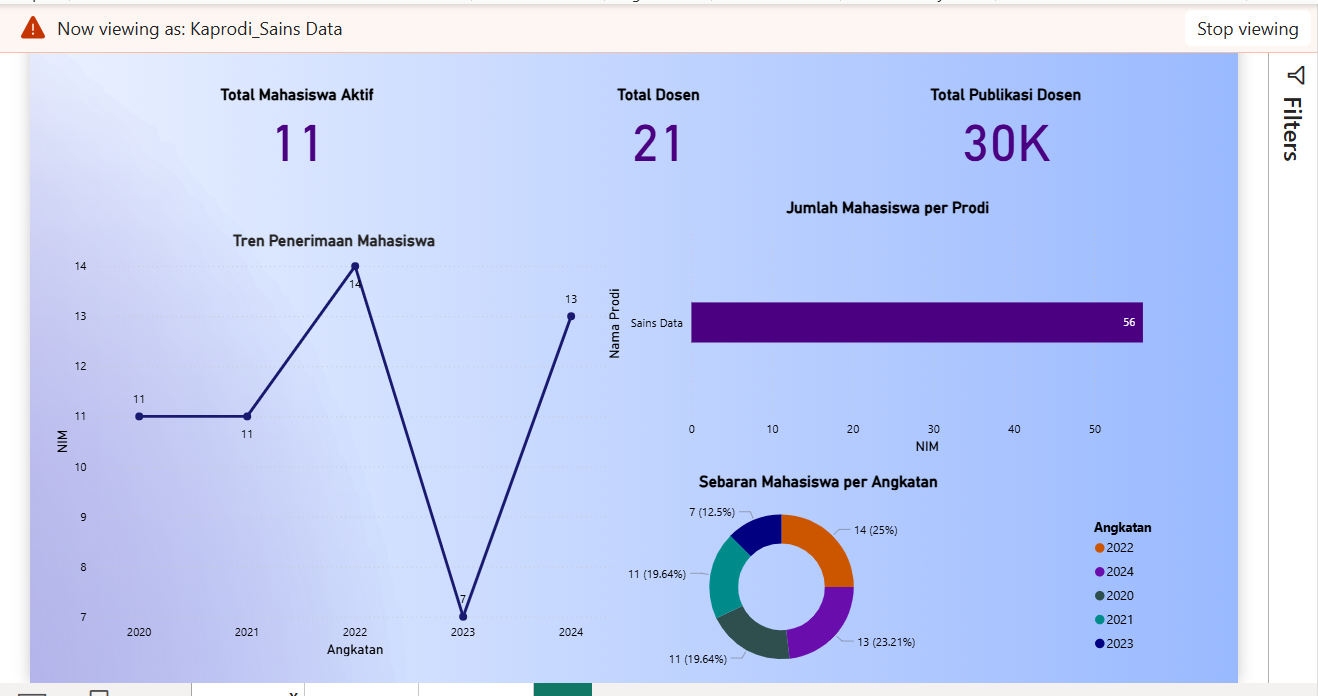 Now viewing as: Kaprodi_Sains Data
Stop viewing
Filters
Total Mahasiswa Aktif
11
Total Dosen
21
Total Publikasi Dosen
30K
Tren Penerimaan Mahasiswa
14
13
12
11
10
9
8
7
NIM
11
11
14
7
13
2020
2021
2022
2023
2024
Angkatan
Jumlah Mahasiswa per Prodi
Nama Prodi
Sains Data
56
0
10
20
30
40
50
NIM
Sebaran Mahasiswa per Angkatan
7 (12.5%)
14 (25%)
11 (19.64%)
13 (23.21%)
11 (19.64%)
Angkatan
2022
2024
2020
2021
2023